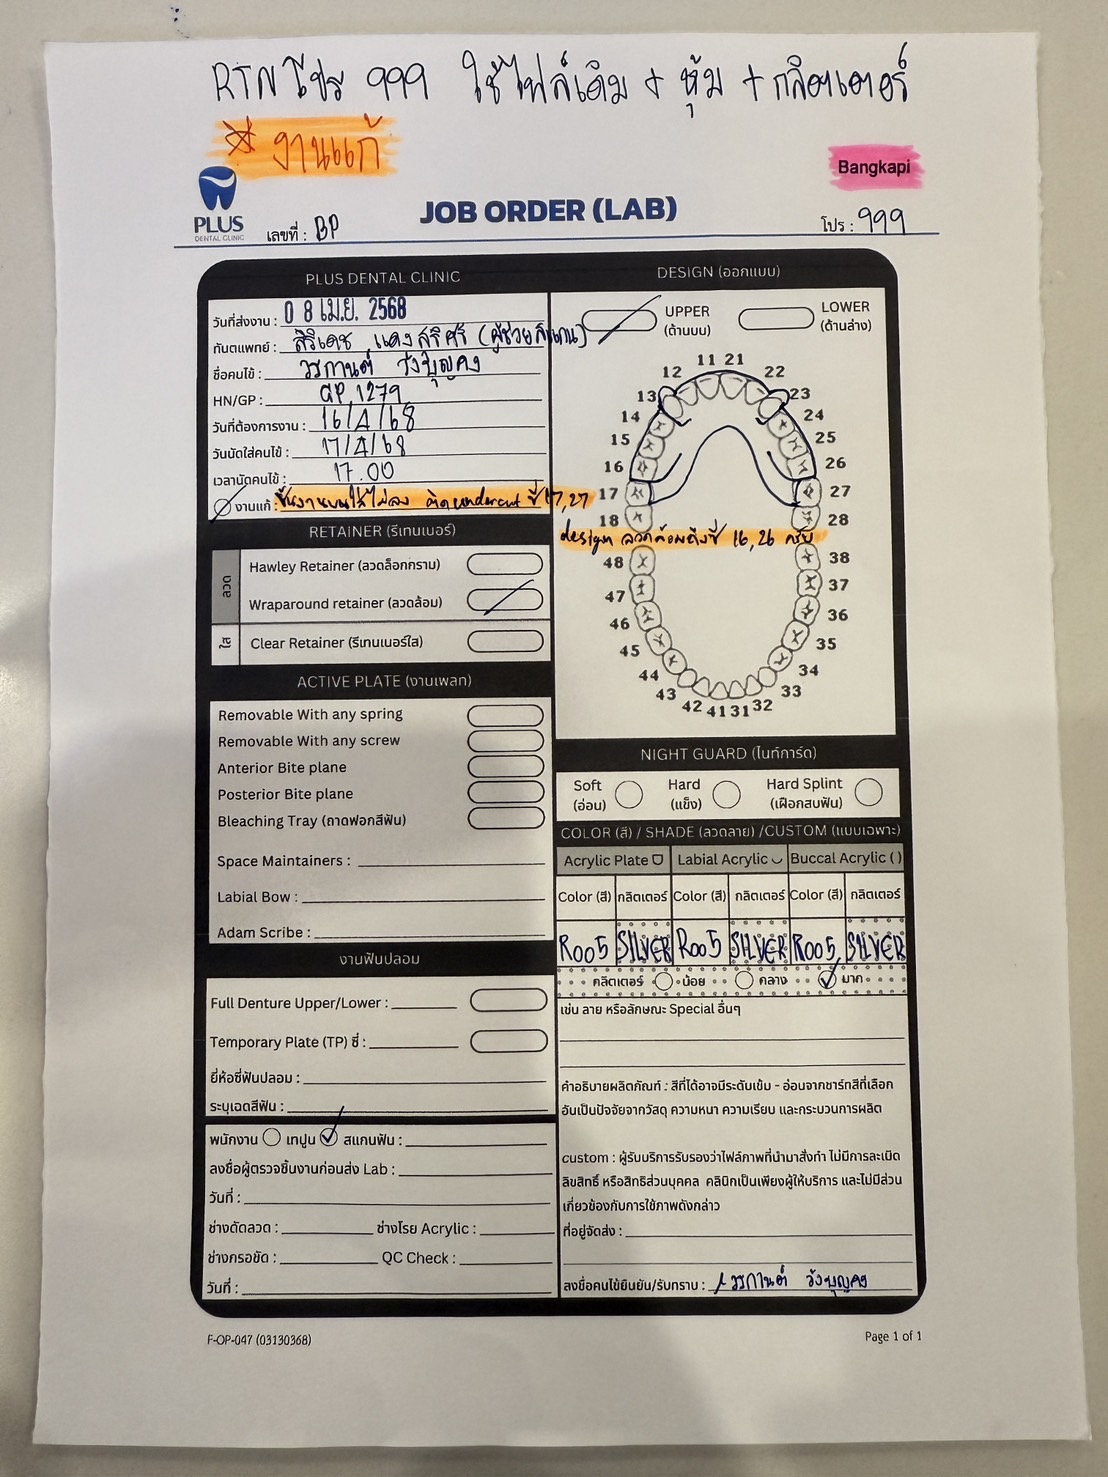 RTN โปร 999 ใช้ไฟล์เดิม + หุ้ม + กลิตเตอร์
* งานแก้
Bangkapi
PLUS
DENTAL CLINIC
เลขที่ : BP
JOB ORDER (LAB)
โปร : 999
PLUS DENTAL CLINIC
วันที่ส่งงาน : 0 8 เม.ย. 2568
ทันตแพทย์ : สิริเดช แดงสริศรี (ผู้ช่วยสแกน)
ชื่อคนไข้ : วรกานต์ วังบุญคง
HN/GP : GP 1279
วันที่ต้องการงาน : 16/4/68
วันนัดใส่คนไข้ : 17/4/68
เวลานัดคนไข้ : 17.00
งานแก้ : ชิ้นงานบนใส่ไม่ลง ติด undercut ซี่ 17,27
DESIGN (ออกแบบ)
UPPER
(ด้านบน)
LOWER
(ด้านล่าง)
11 21
12 22
13 23
14 24
15 25
16 26
17 27
18 28
design ลวดอ้อมถึงซี่ 16,26 ครับ
48 38
47 37
46 36
45 35
44 34
43 33
42 41 31 32
RETAINER (รีเทนเนอร์)
ลวด
Hawley Retainer (ลวดล็อกกราม)
Wraparound retainer (ลวดล้อม)
ใส
Clear Retainer (รีเทนเนอร์ใส)
ACTIVE PLATE (งานเพลท)
Removable With any spring
Removable With any screw
Anterior Bite plane
Posterior Bite plane
Bleaching Tray (ถาดฟอกสีฟัน)
Space Maintainers :
Labial Bow :
Adam Scribe :
งานฟันปลอม
Full Denture Upper/Lower :
Temporary Plate (TP) ซี่ :
ยี่ห้อซี่ฟันปลอม :
ระบุเฉดสีฟัน :
พนักงาน เทปูน สแกนฟัน :
ลงชื่อผู้ตรวจชิ้นงานก่อนส่ง Lab :
วันที่ :
ช่างดัดลวด : ช่างโรย Acrylic :
ช่างกรอขัด : QC Check :
วันที่ :
NIGHT GUARD (ไนท์การ์ด)
Soft
(อ่อน)
Hard
(แข็ง)
Hard Splint
(เฝือกสบฟัน)
COLOR (สี) / SHADE (ลวดลาย) /CUSTOM (แบบเฉพาะ)
Acrylic Plate Labial Acrylic Buccal Acrylic ( )
Color (สี) กลิตเตอร์ Color (สี) กลิตเตอร์ Color (สี) กลิตเตอร์
R005 SILVER R005 SILVER R005 SILVER
กลิตเตอร์ น้อย กลาง มาก
เช่น ลาย หรือลักษณะ Special อื่นๆ
คำอธิบายผลิตภัณฑ์ : สีที่ได้อาจมีระดับเข้ม - อ่อนจากชาร์ทสีที่เลือก
อันเป็นปัจจัยจากวัสดุ ความหนา ความเรียบ และกระบวนการผลิต
custom : ผู้รับบริการรับรองว่าไฟล์ภาพที่นำมาสั่งทำ ไม่มีการละเมิด
ลิขสิทธิ์ หรือสิทธิส่วนบุคคล คลินิกเป็นเพียงผู้ให้บริการ และไม่มีส่วน
เกี่ยวข้องกับการใช้ภาพดังกล่าว
ที่อยู่จัดส่ง :
ลงชื่อคนไข้ยืนยัน/รับทราบ : วรกานต์ วังบุญคง
F-OP-047 (03130368)
Page 1 of 1